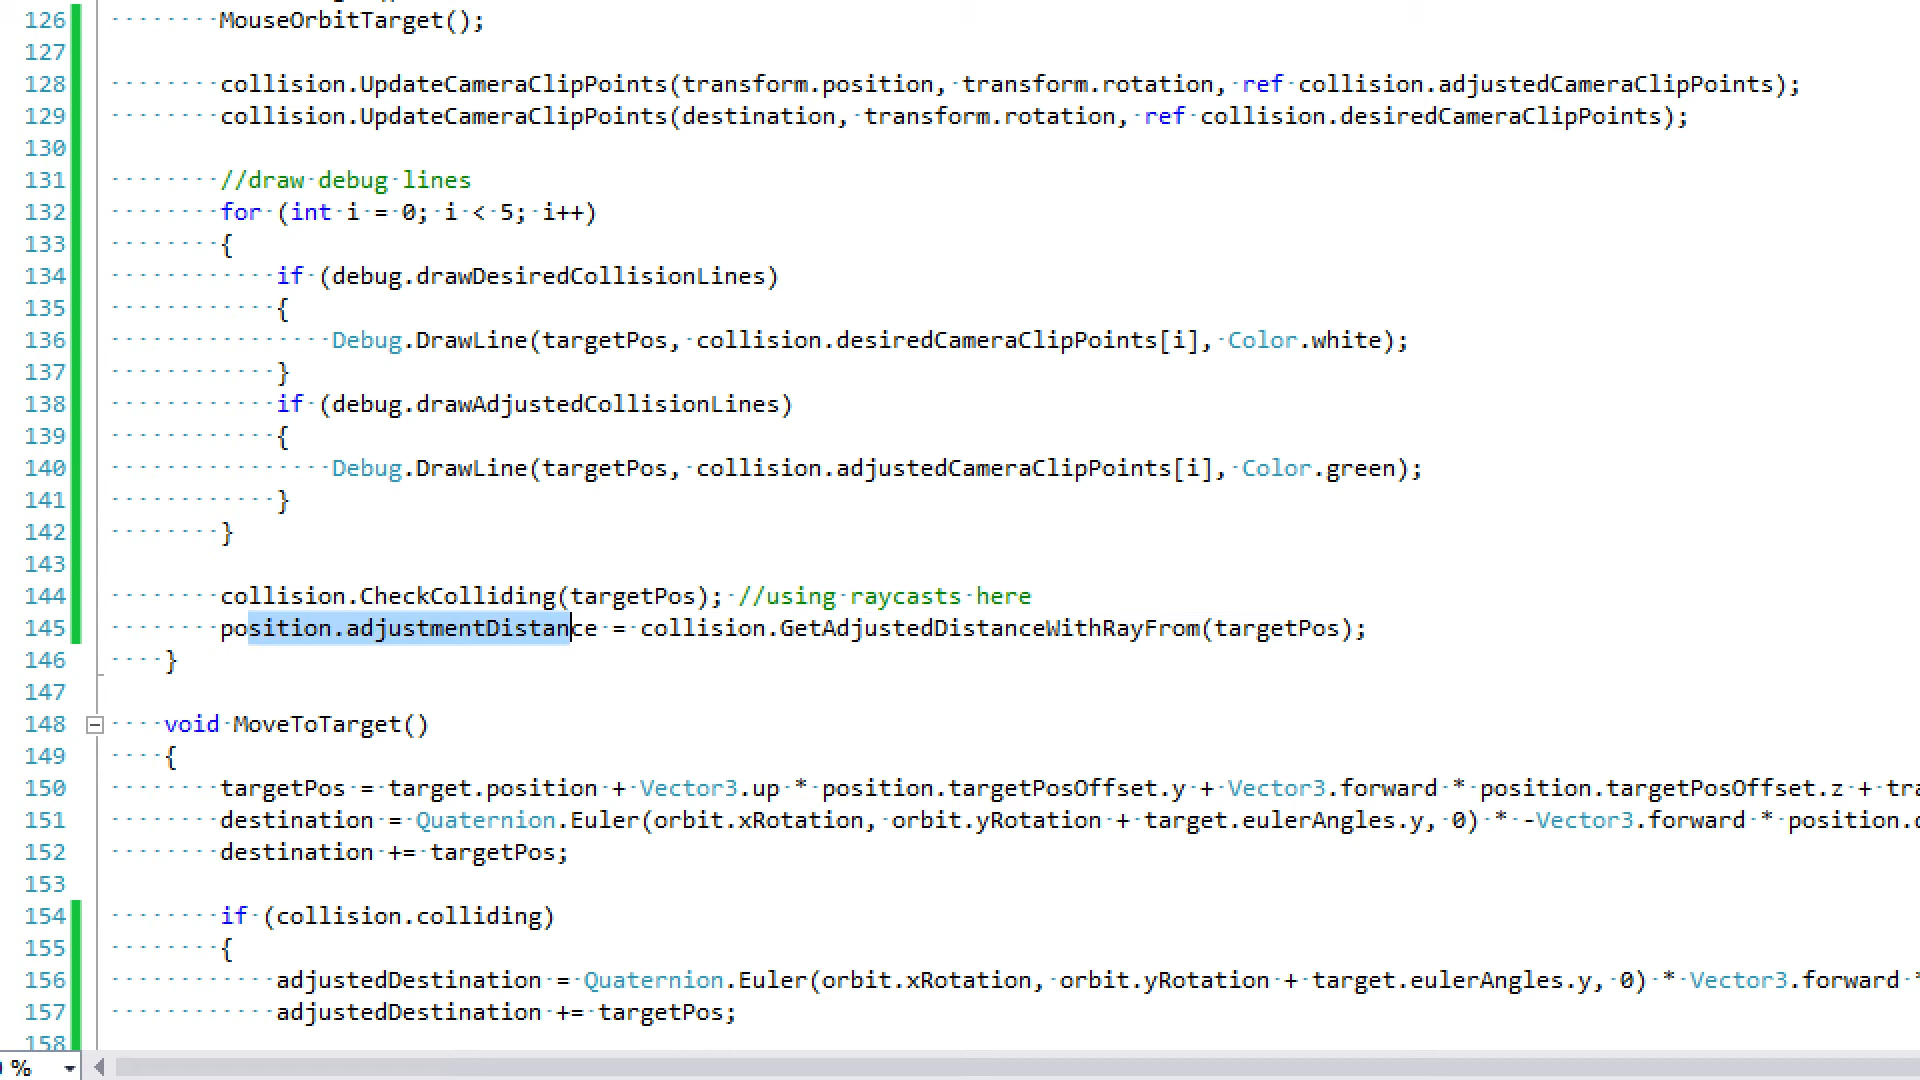 126 MouseOrbitTarget();
127
128 collision.UpdateCameraClipPoints(transform.position, transform.rotation, ref collision.adjustedCameraClipPoints);
129 collision.UpdateCameraClipPoints(destination, transform.rotation, ref collision.desiredCameraClipPoints);
130
131 //draw debug lines
132 for (int i = 0; i < 5; i++)
133 {
134 if (debug.drawDesiredCollisionLines)
135 {
136 Debug.DrawLine(targetPos, collision.desiredCameraClipPoints[i], Color.white);
137 }
138 if (debug.drawAdjustedCollisionLines)
139 {
140 Debug.DrawLine(targetPos, collision.adjustedCameraClipPoints[i], Color.green);
141 }
142 }
143
144 collision.CheckColliding(targetPos); //using raycasts here
145 position.adjustmentDistance = collision.GetAdjustedDistanceWithRayFrom(targetPos);
146 }
147
148 void MoveToTarget()
149 {
150 targetPos = target.position + Vector3.up * position.targetPosOffset.y + Vector3.forward * position.targetPosOffset.z + tra
151 destination = Quaternion.Euler(orbit.xRotation, orbit.yRotation + target.eulerAngles.y, 0) * -Vector3.forward * position.
152 destination += targetPos;
153
154 if (collision.colliding)
155 {
156 adjustedDestination = Quaternion.Euler(orbit.xRotation, orbit.yRotation + target.eulerAngles.y, 0) * Vector3.forward *
157 adjustedDestination += targetPos;
158
%